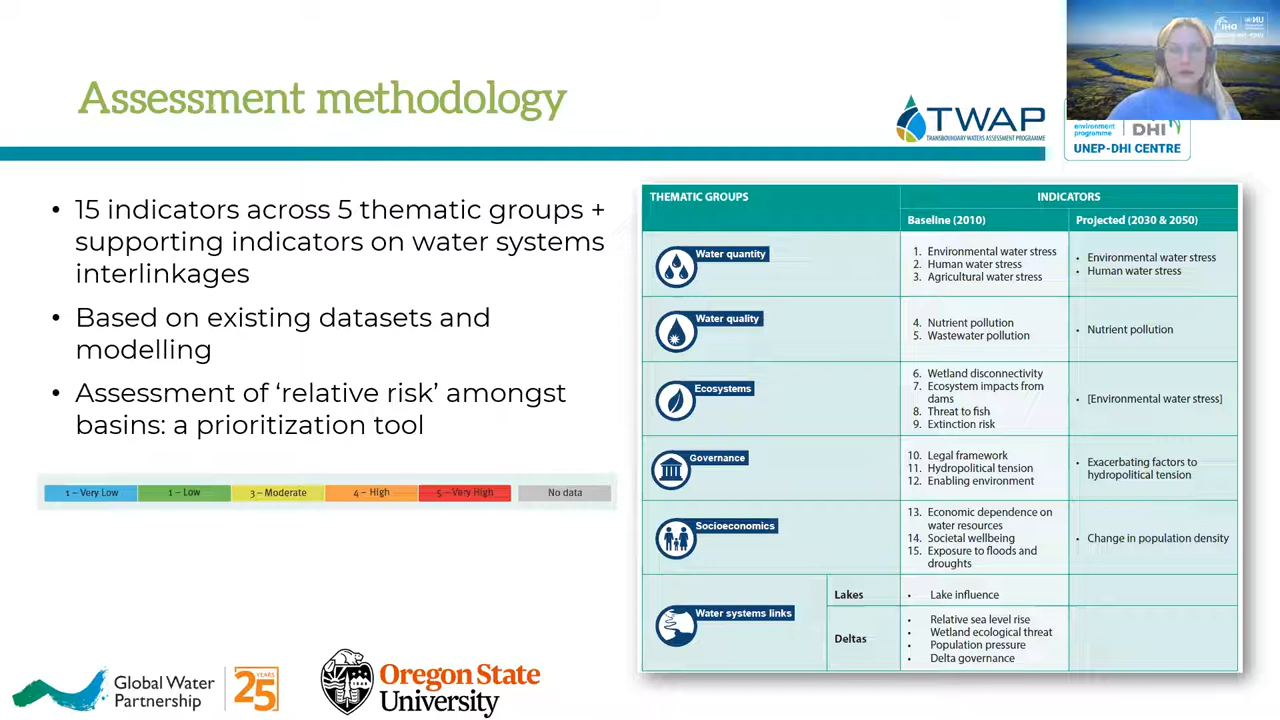 Assessment methodology
TWAP
TRANSBOUNDARY WATERS ASSESSMENT PROGRAMME
environment
programme
DHI
UNEP-DHI CENTRE
• 15 indicators across 5 thematic groups +
supporting indicators on water systems
interlinkages
• Based on existing datasets and
modelling
• Assessment of ‘relative risk’ amongst
basins: a prioritization tool
1 – Very Low
1 – Low
3 – Moderate
4 – High
5 – Very High
No data
THEMATIC GROUPS
INDICATORS
Baseline (2010)
Projected (2030 & 2050)
Water quantity
1. Environmental water stress
2. Human water stress
3. Agricultural water stress
• Environmental water stress
• Human water stress
Water quality
4. Nutrient pollution
5. Wastewater pollution
• Nutrient pollution
Ecosystems
6. Wetland disconnectivity
7. Ecosystem impacts from
dams
8. Threat to fish
9. Extinction risk
• [Environmental water stress]
Governance
10. Legal framework
11. Hydropolitical tension
12. Enabling environment
• Exacerbating factors to
hydropolitical tension
Socioeconomics
13. Economic dependence on
water resources
14. Societal wellbeing
15. Exposure to floods and
droughts
• Change in population density
Water systems links
Lakes
• Lake influence
Deltas
• Relative sea level rise
• Wetland ecological threat
• Population pressure
• Delta governance
Global Water
Partnership
25
YEARS
Oregon State
University